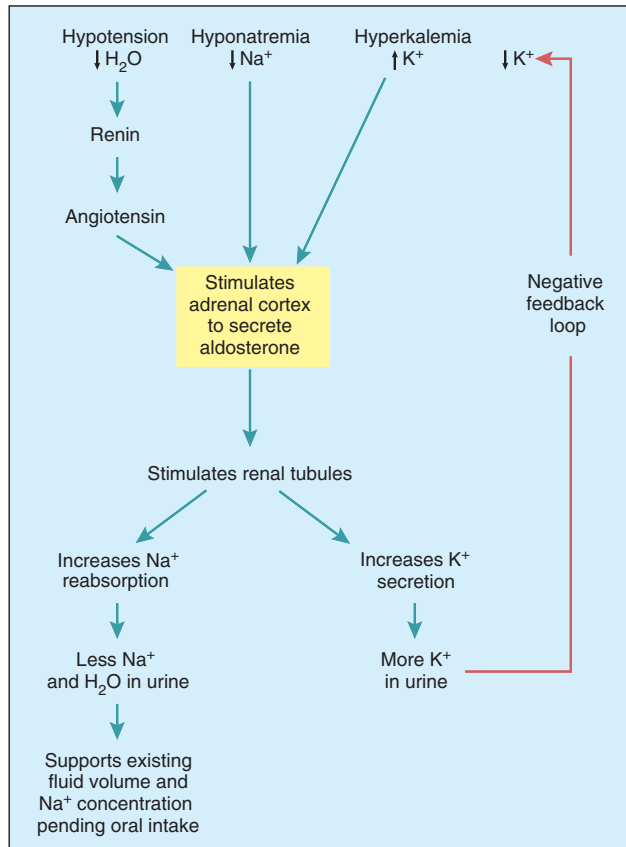 Hypotension
↓H₂O
Hyponatremia
↓Na⁺
Hyperkalemia
↑K⁺
↓K⁺
Renin
Angiotensin
Stimulates
adrenal cortex
to secrete
aldosterone
Negative
feedback
loop
Stimulates renal tubules
Increases Na⁺
reabsorption
Increases K⁺
secretion
Less Na⁺
and H₂O in urine
More K⁺
in urine
Supports existing
fluid volume and
Na⁺ concentration
pending oral intake